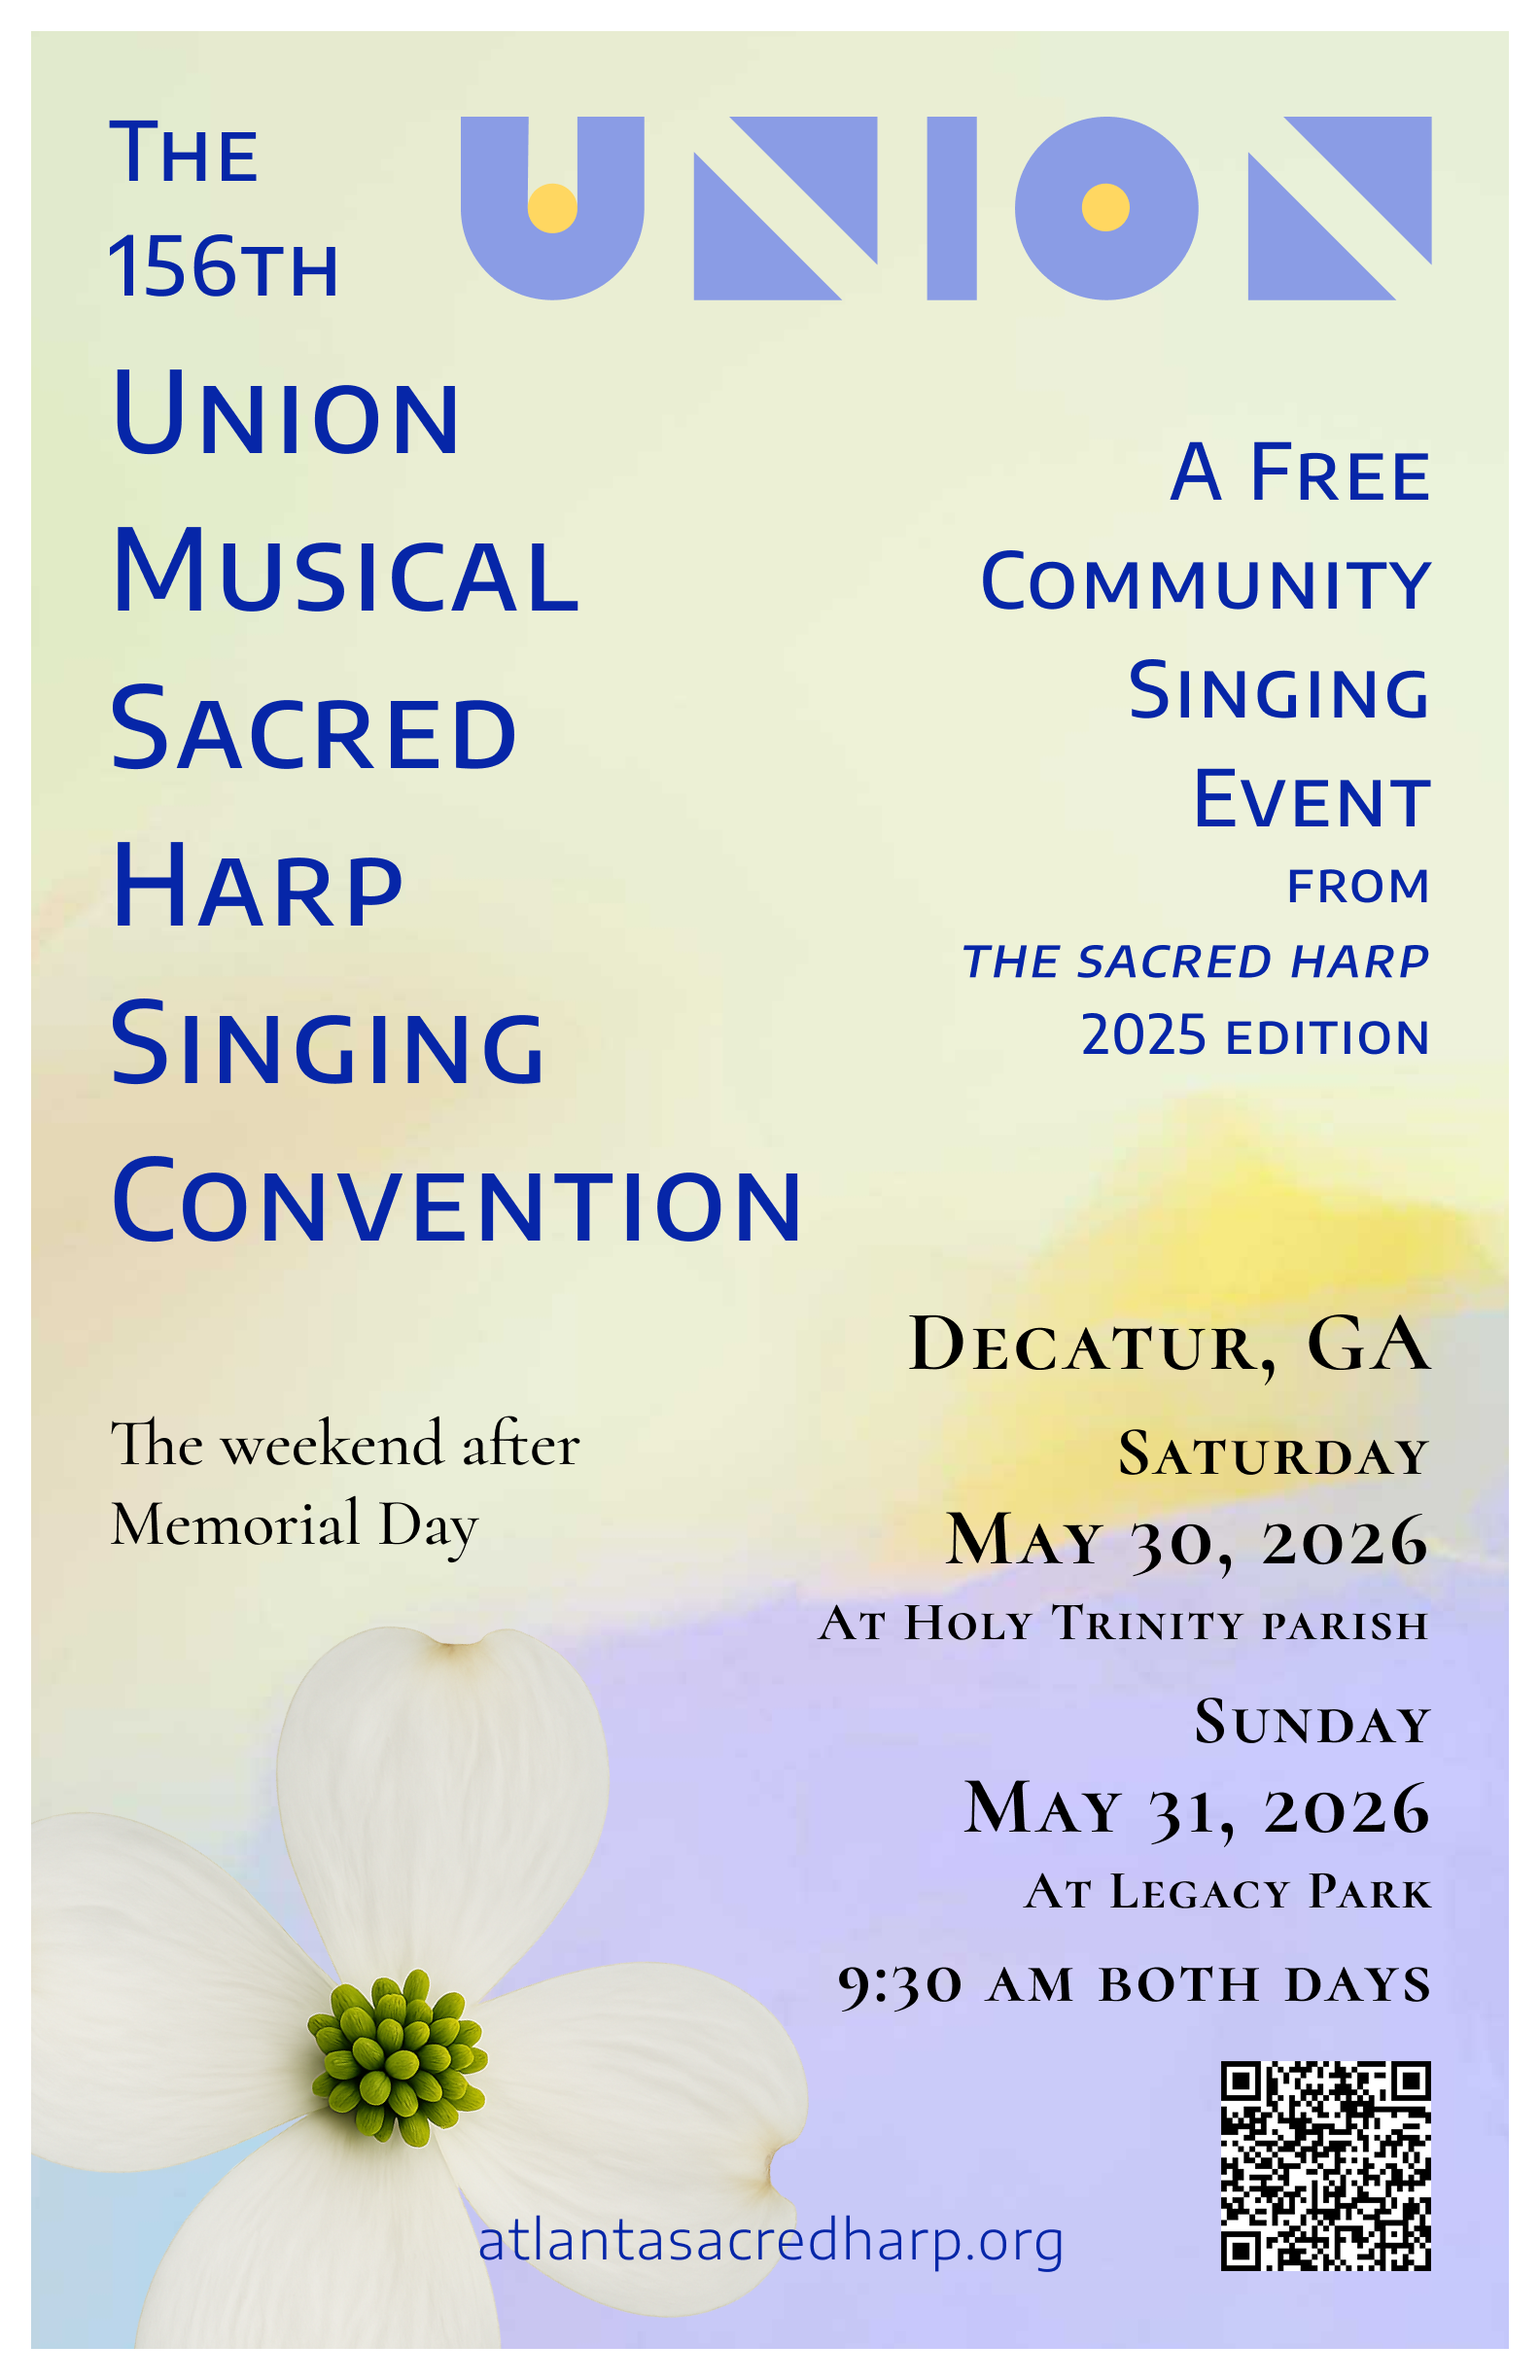 UNION
The
156th
Union
Musical
Sacred
Harp
Singing
Convention
A Free
Community
Singing
Event
from
the sacred harp
2025 edition
The weekend after
Memorial Day
Decatur, GA
Saturday
May 30, 2026
At Holy Trinity parish
Sunday
May 31, 2026
At Legacy Park
9:30 am both days
atlantasacredharp.org